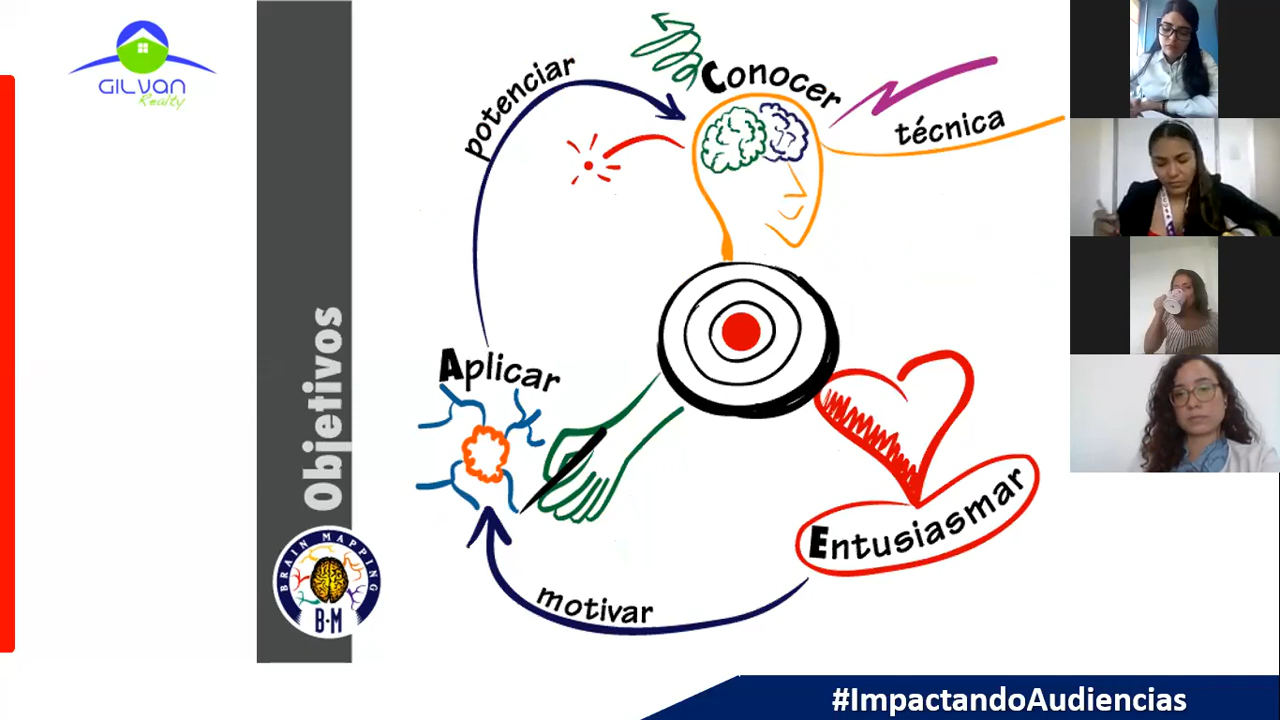 GILVAN
Realty
Objetivos
BRAIN MAPPING
B-M
potenciar
Conocer
técnica
Aplicar
Entusiasmar
motivar
#ImpactandoAudiencias